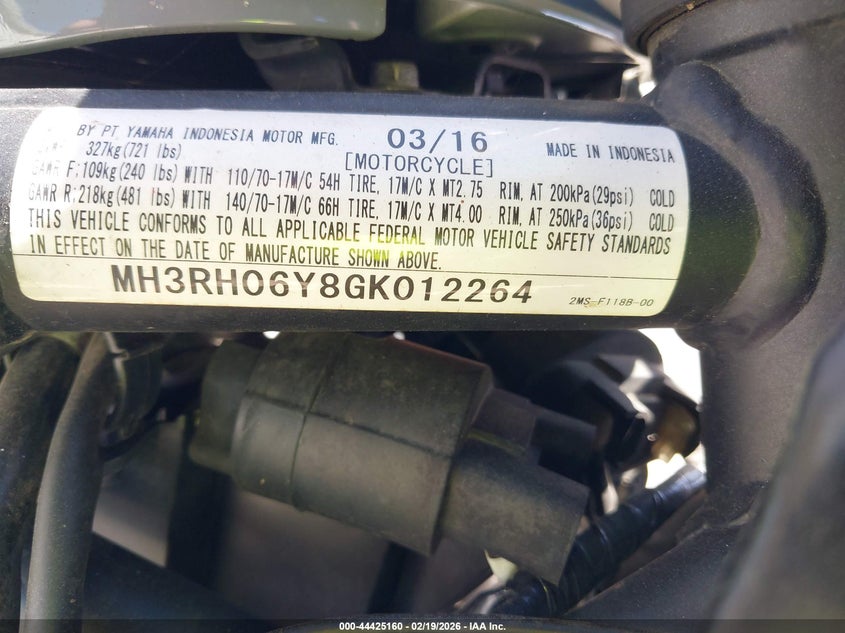 BY PT. YAMAHA INDONESIA MOTOR MFG. 03/16 MADE IN INDONESIA
327kg(721 lbs) [MOTORCYCLE]
GAWR F:109kg(240 lbs) WITH 110/70-17M/C 54H TIRE, 17M/C X MT2.75 RIM, AT 200kPa(29psi) COLD
GAWR R:218kg(481 lbs) WITH 140/70-17M/C 66H TIRE, 17M/C X MT4.00 RIM, AT 250kPa(36psi) COLD
THIS VEHICLE CONFORMS TO ALL APPLICABLE FEDERAL MOTOR VEHICLE SAFETY STANDARDS
IN EFFECT ON THE DATE OF MANUFACTURE SHOWN ABOVE.
MH3RH06Y8GK012264 2MS-F118B-00
000-44425160 - 02/19/2026 - IAA Inc.